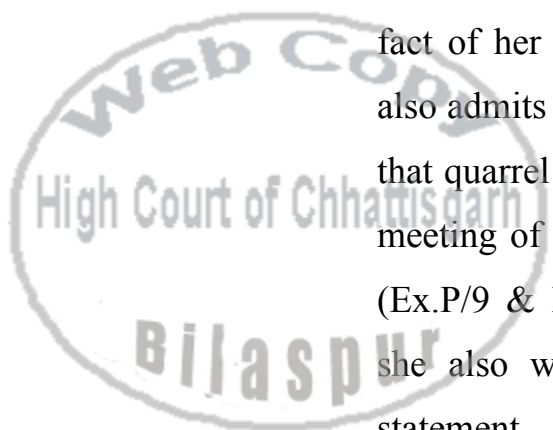 Web Copy
High Court of Chhattisgarh
Bilaspur
fact of her
also admits
that quarrel
meeting of
(Ex.P/9 &
she also w
statement